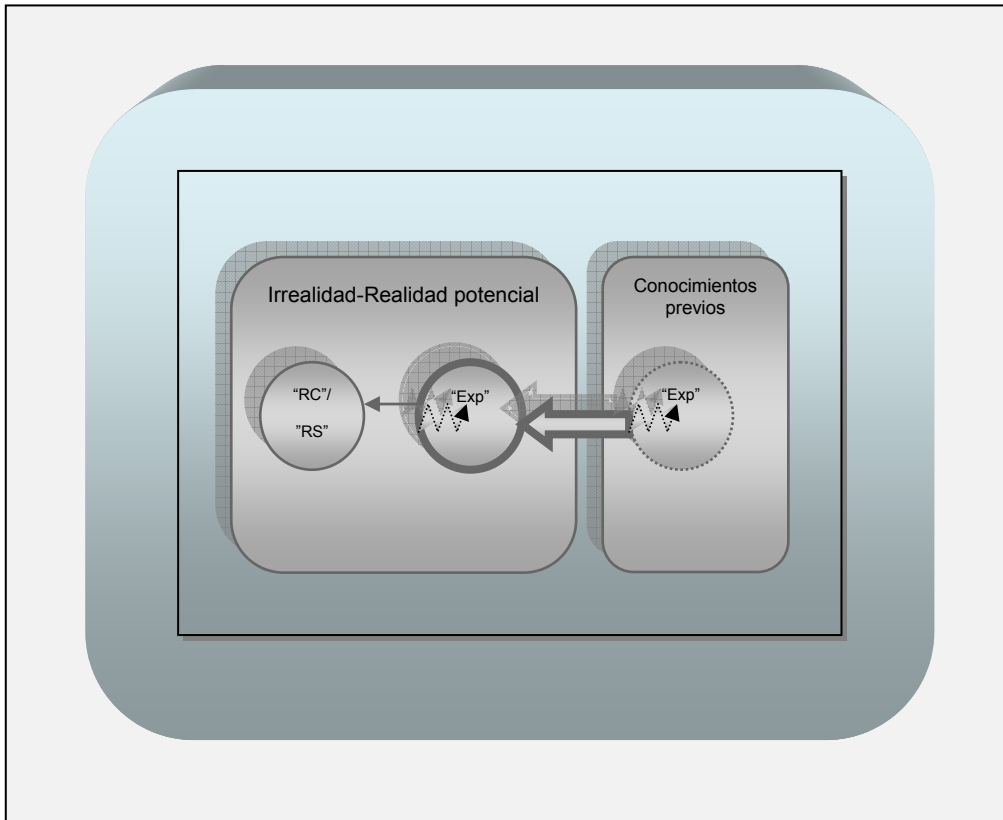 Irrealidad-Realidad potencial
“RC”/
”RS”
“Exp”
Conocimientos
previos
“Exp”